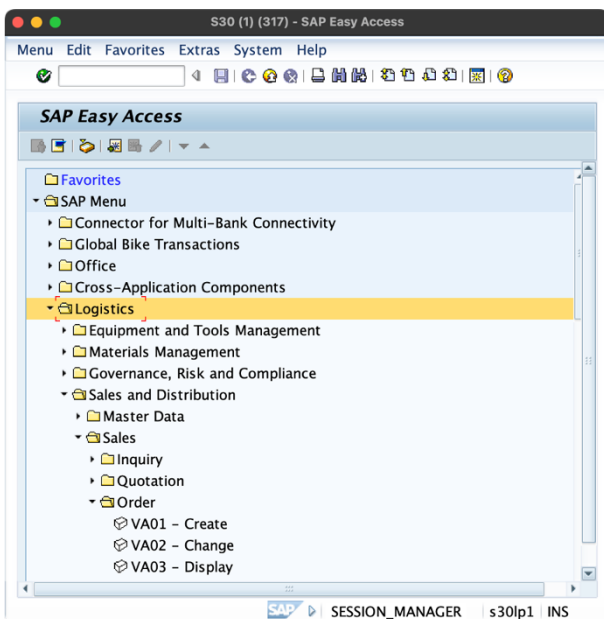 S30 (1) (317) - SAP Easy Access
Menu Edit Favorites Extras System Help
SAP Easy Access
Favorites
SAP Menu
Connector for Multi-Bank Connectivity
Global Bike Transactions
Office
Cross-Application Components
Logistics
Equipment and Tools Management
Materials Management
Governance, Risk and Compliance
Sales and Distribution
Master Data
Sales
Inquiry
Quotation
Order
VA01 - Create
VA02 - Change
VA03 - Display
SAP SESSION_MANAGER s30lp1 INS